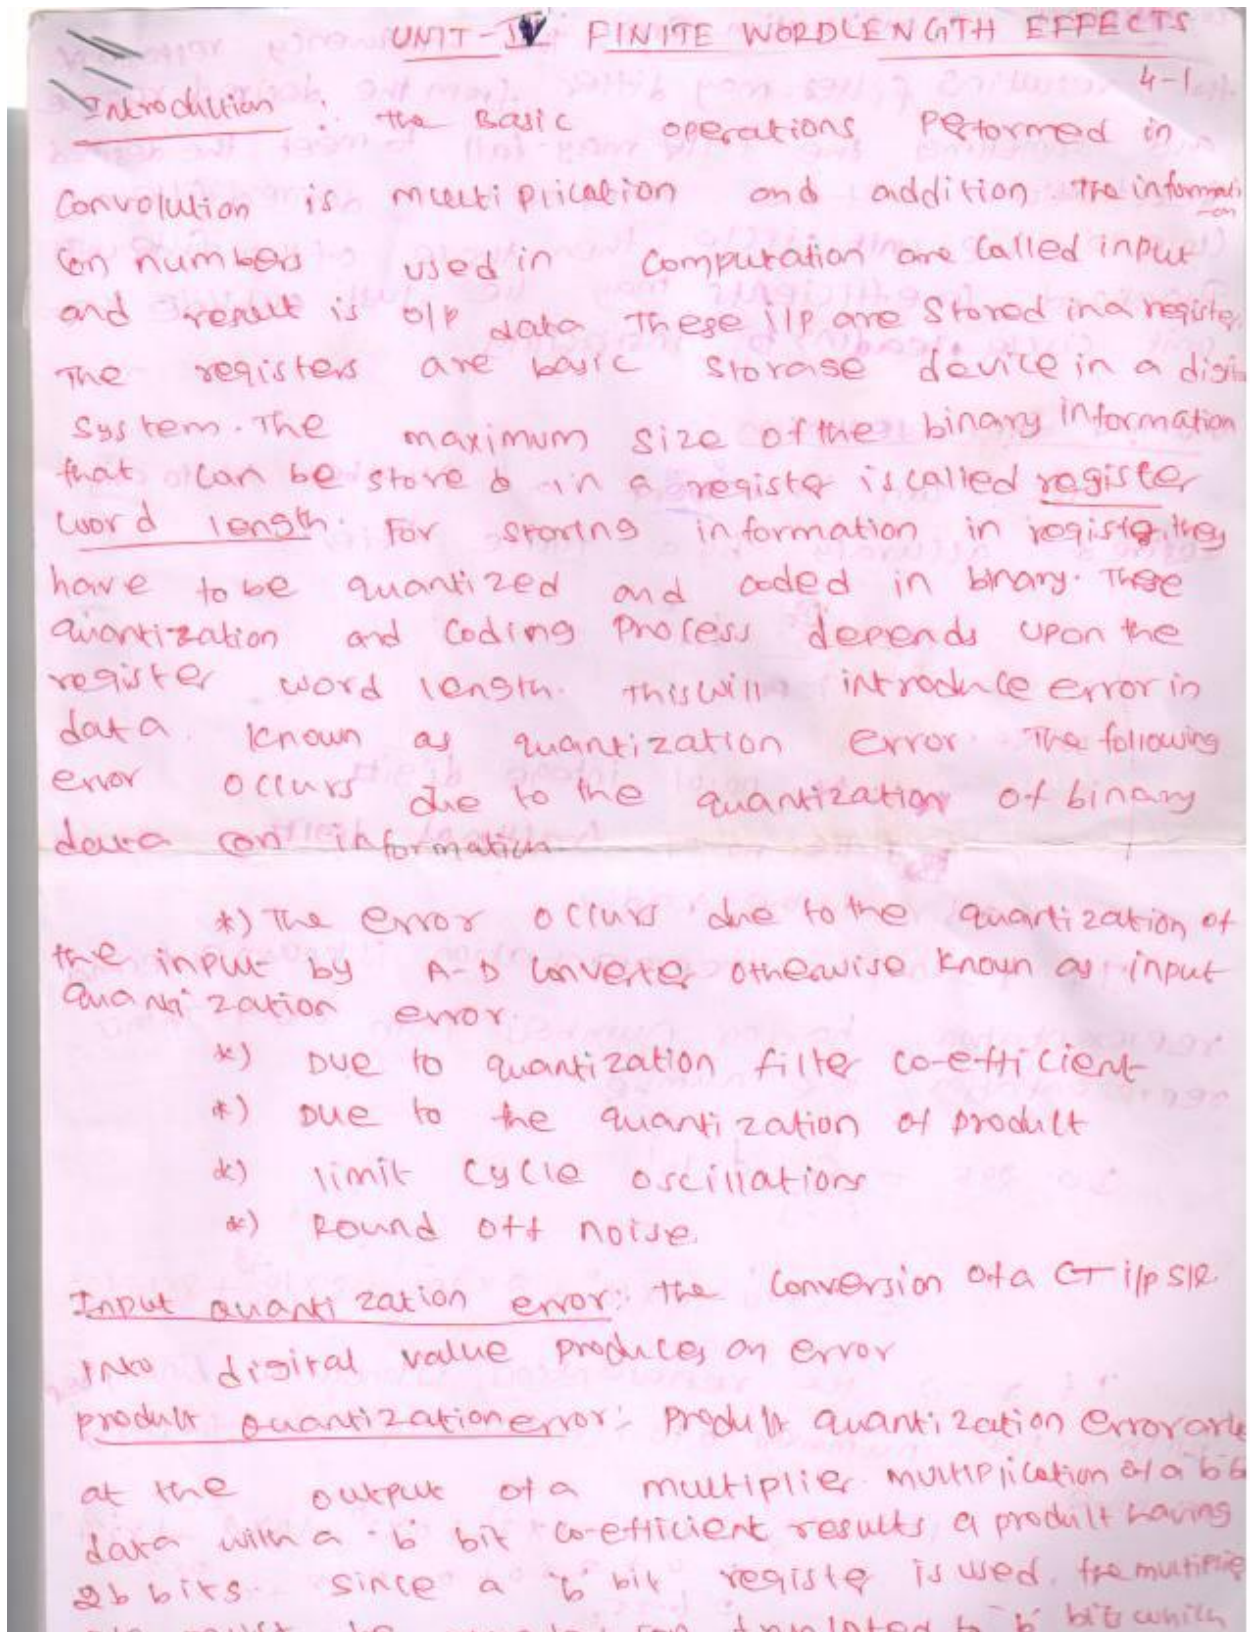 UNIT-IV FINITE WORDLENGTH EFFECTS
4-1
Introduction : the Basic operations Performed in
Convolution is multiplication and addition. The informati
-on
(on numbers used in computation are called input
and result is o/p data These i/p are Stored in a register.
The registers are basic storage device in a digit
System. The maximum size of the binary information
that can be stored in a register is called register
word length. For storing information in register, they
have to be quantized and coded in binary. These
quantization and coding process depends upon the
register word length. This will introduce error in
data. Known as quantization error. The following
error occurs due to the quantization of binary
data (on information
*) The error occurs due to the quantization of
the input by A-D converter otherwise known as input
quantization error.
*) Due to quantization filter co-efficient
*) Due to the quantization of product
*) limit cycle oscillations
*) Round off noise.
Input quantization error: the conversion of a CT i/p s/l
into digital value produces an error
product quantization error: Product quantization error
at the output of a multiplier. multiplication of a b
data with a 'b' bit co-efficient results a product having
2b bits. Since a 'b' bit register is used. the multiplie
to b' bits which